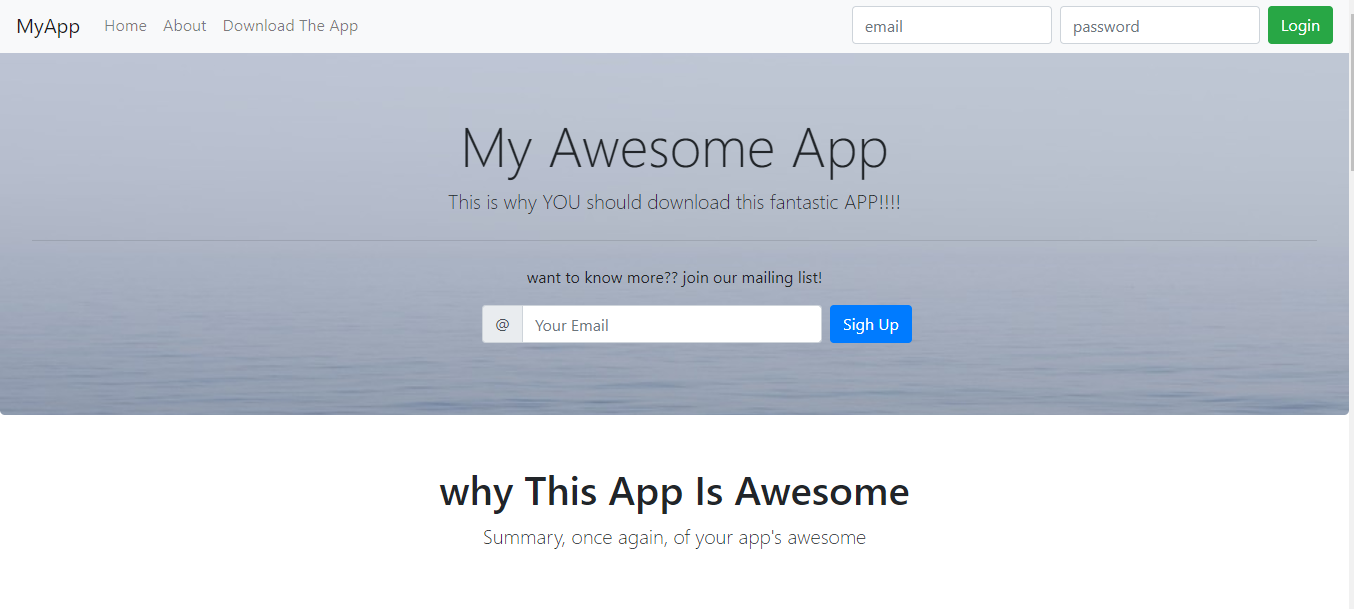 MyApp Home About Download The App email password Login
My Awesome App
This is why YOU should download this fantastic APP!!!!
want to know more?? join our mailing list!
@ Your Email Sigh Up
why This App Is Awesome
Summary, once again, of your app's awesome